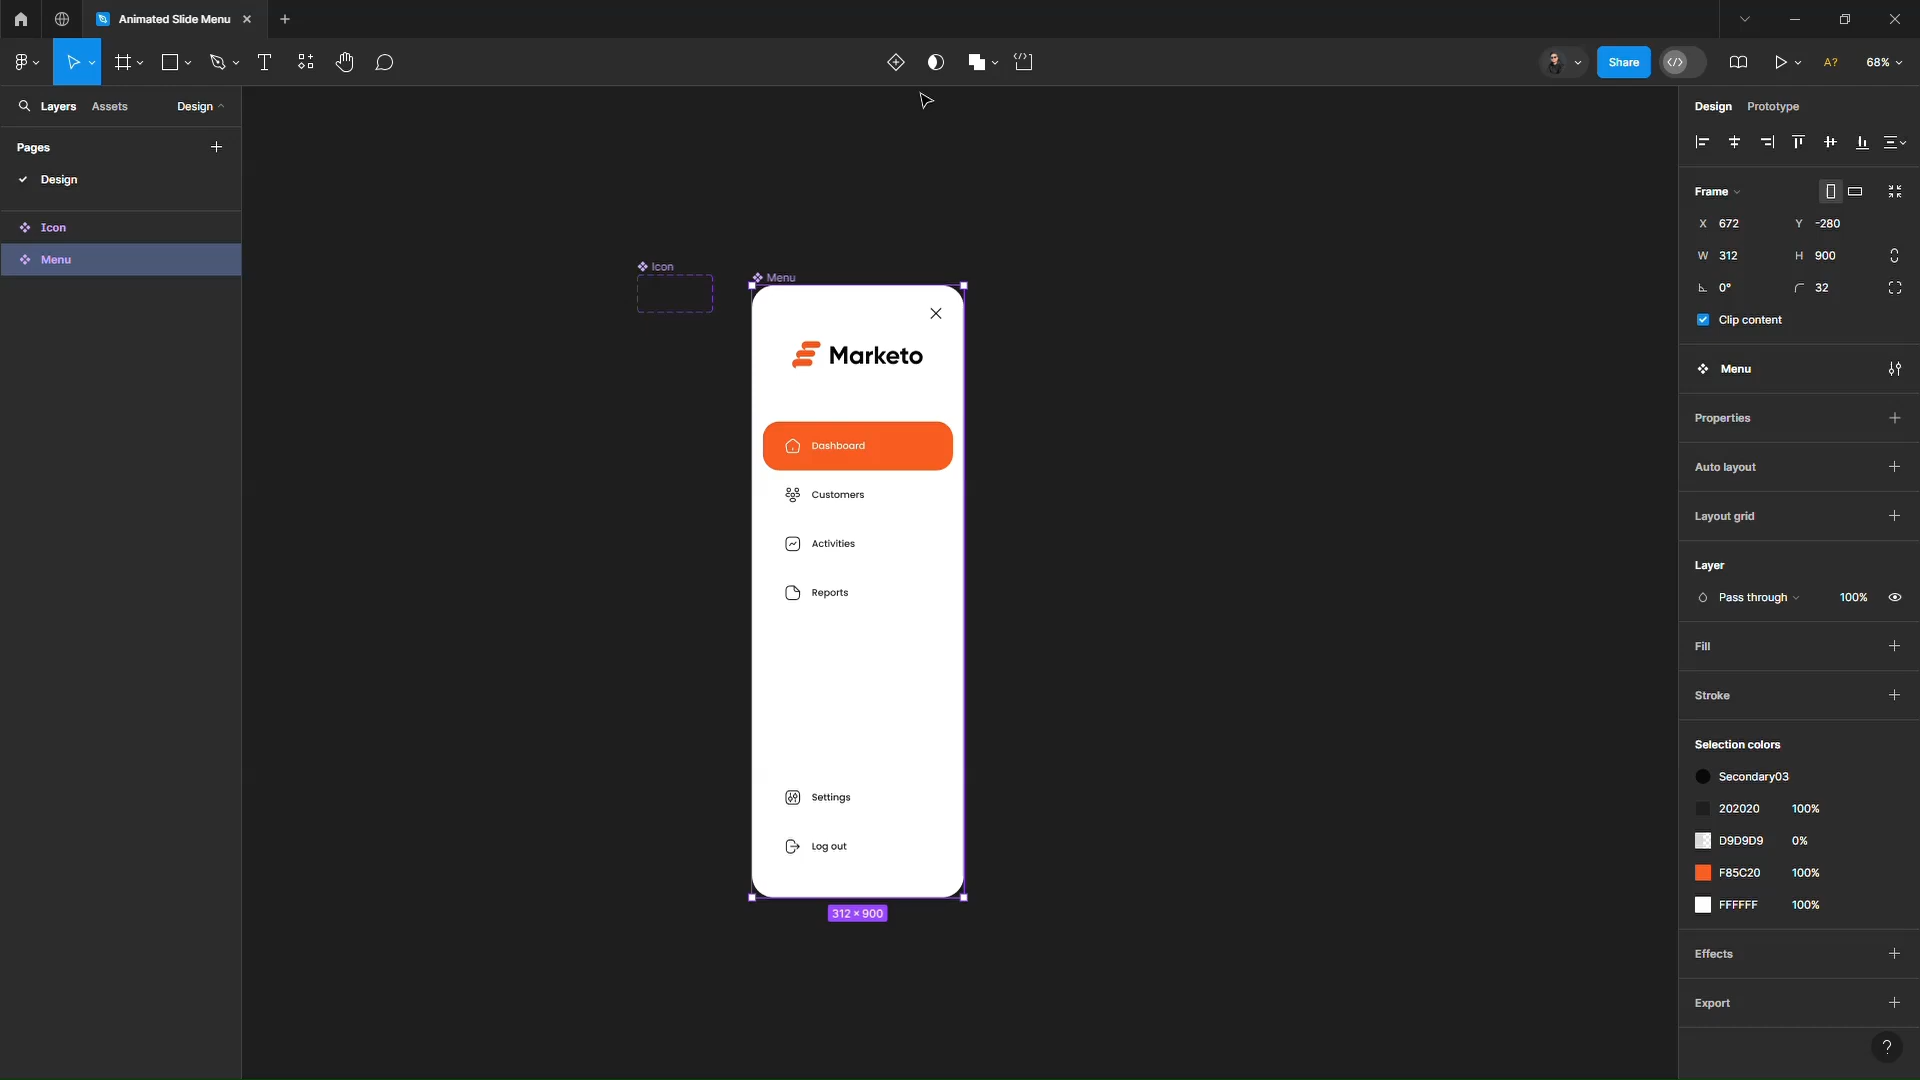 Animated Slide Menu
Share
A?
68%
Layers
Assets
Design
Pages
Design
Icon
Menu
Icon
Menu
Marketo
Dashboard
Customers
Activities
Reports
Settings
Log out
312 × 900
Design
Prototype
Frame
X 672
Y -280
W 312
H 900
0°
32
Clip content
Menu
Properties
Auto layout
Layout grid
Layer
Pass through
100%
Fill
Stroke
Selection colors
Secondary03
202020 100%
D9D9D9 0%
F85C20 100%
FFFFFF 100%
Effects
Export
?